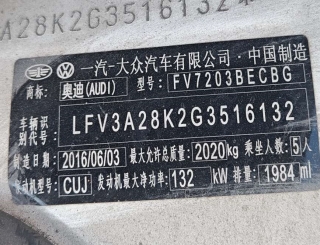 A28K2G3516132
一汽-大众汽车有限公司·中国制造
商标: 奥迪(AUDI) 型号: FV7203BECBG
车辆识别代号: LFV3A28K2G3516132
制造日期: 2016/06/03 最大允许总质量: 2020kg 乘坐人数: 5人
发动机型号: CUJ 发动机最大净功率: 132 kW 排量: 1984 ml